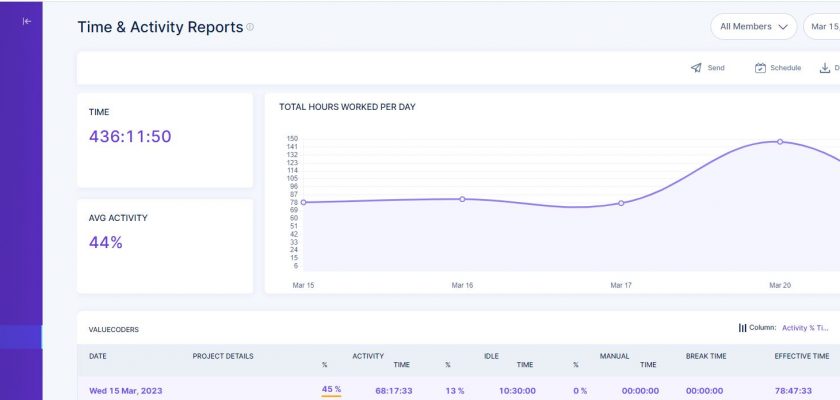 Time & Activity Reports
All Members
Mar 15,
Send
Schedule
D
TIME
436:11:50
AVG ACTIVITY
44%
TOTAL HOURS WORKED PER DAY
150
141
132
123
114
105
96
87
78
69
60
51
42
33
24
15
6
Mar 15
Mar 16
Mar 17
Mar 20
VALUECODERS
Column: Activity % Ti...
DATE PROJECT DETAILS ACTIVITY IDLE MANUAL BREAK TIME EFFECTIVE TIME
% TIME % TIME % TIME
Wed 15 Mar, 2023 45 % 68:17:33 13 % 10:30:00 0 % 00:00:00 00:00:00 78:47:33